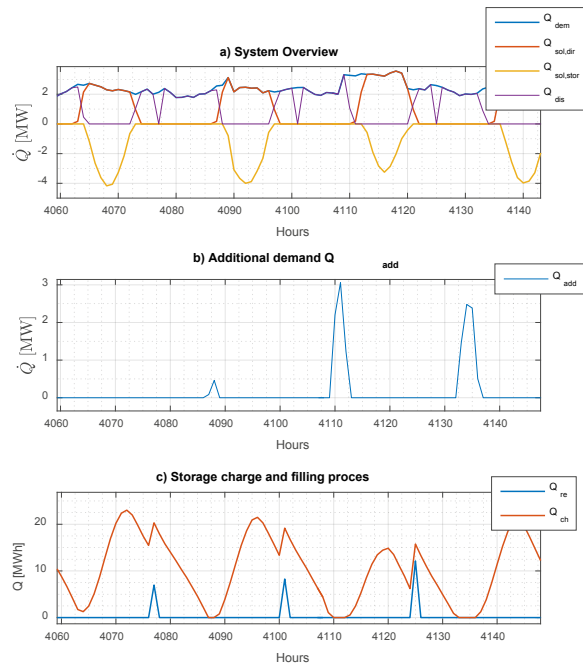 Q dem
Q sol,dir
Q sol,stor
Q dis
a) System Overview
Q̇ [MW]
2
0
-2
-4
4060 4070 4080 4090 4100 4110 4120 4130 4140
Hours
b) Additional demand Q add
Q add
Q̇ [MW]
3
2
1
0
4060 4070 4080 4090 4100 4110 4120 4130 4140
Hours
c) Storage charge and filling proces
Q re
Q ch
Q [MWh]
20
10
0
4060 4070 4080 4090 4100 4110 4120 4130 4140
Hours